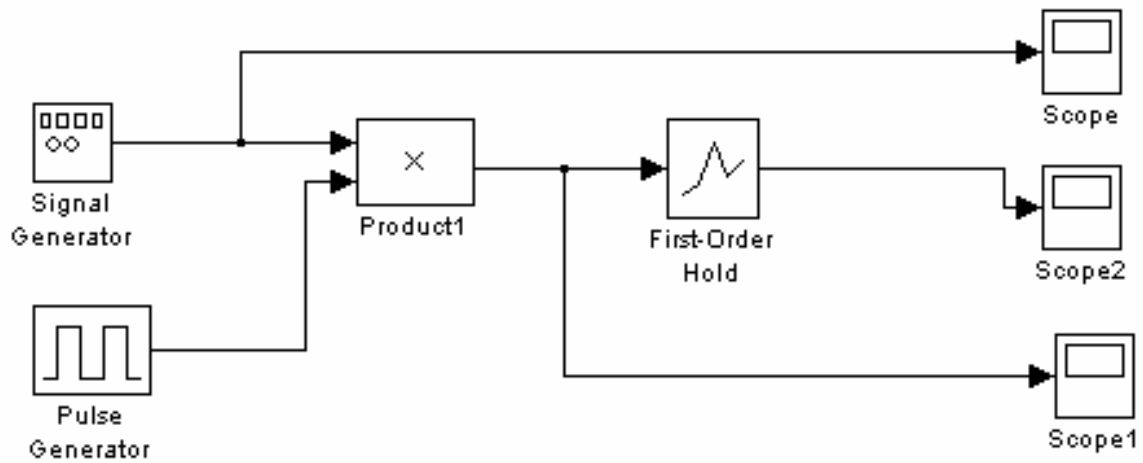 Scope
Signal
Generator
Product1
First-Order
Hold
Scope2
Pulse
Generator
Scope1